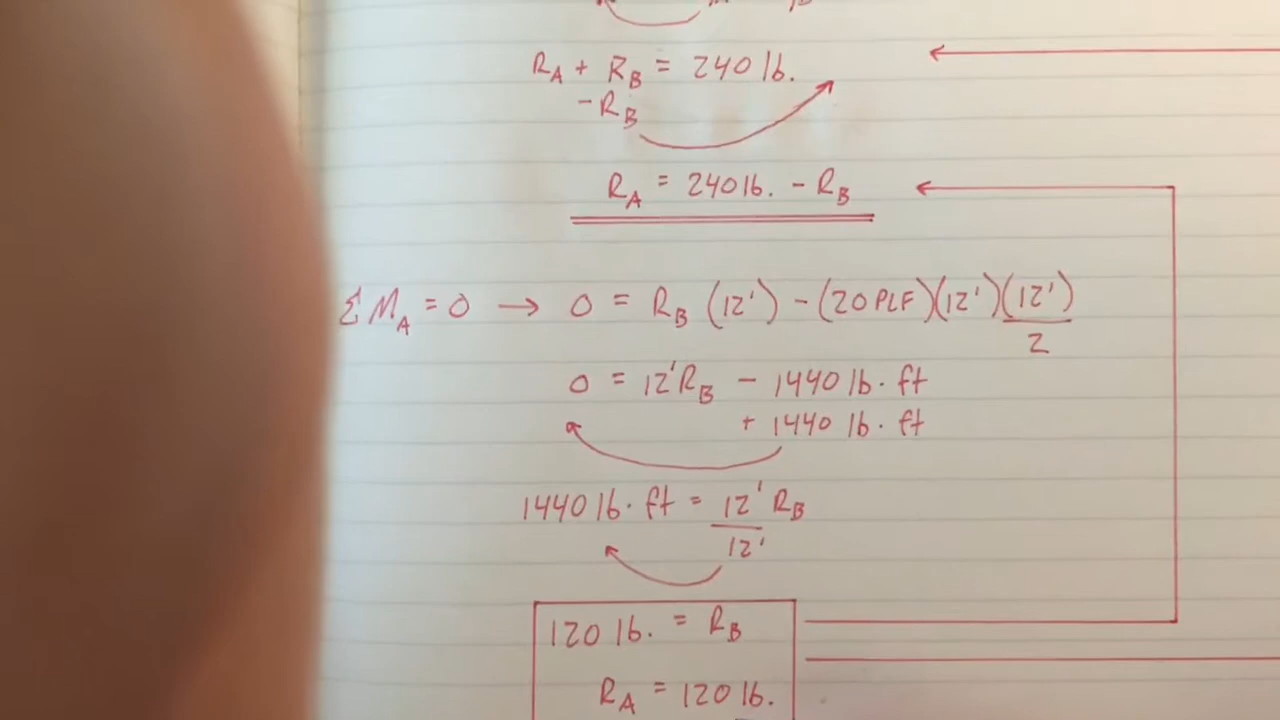 R_A + R_B = 240 lb.
- R_B
R_A = 240 lb. - R_B
ΣM_A = 0 → 0 = R_B (12') - (20 PLF)(12')(12')/2
0 = 12' R_B - 1440 lb·ft
+ 1440 lb·ft
1440 lb·ft = 12' R_B
12'
120 lb. = R_B
R_A = 120 lb.